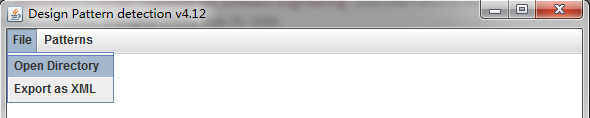 Design Pattern detection v4.12
File Patterns
Open Directory
Export as XML